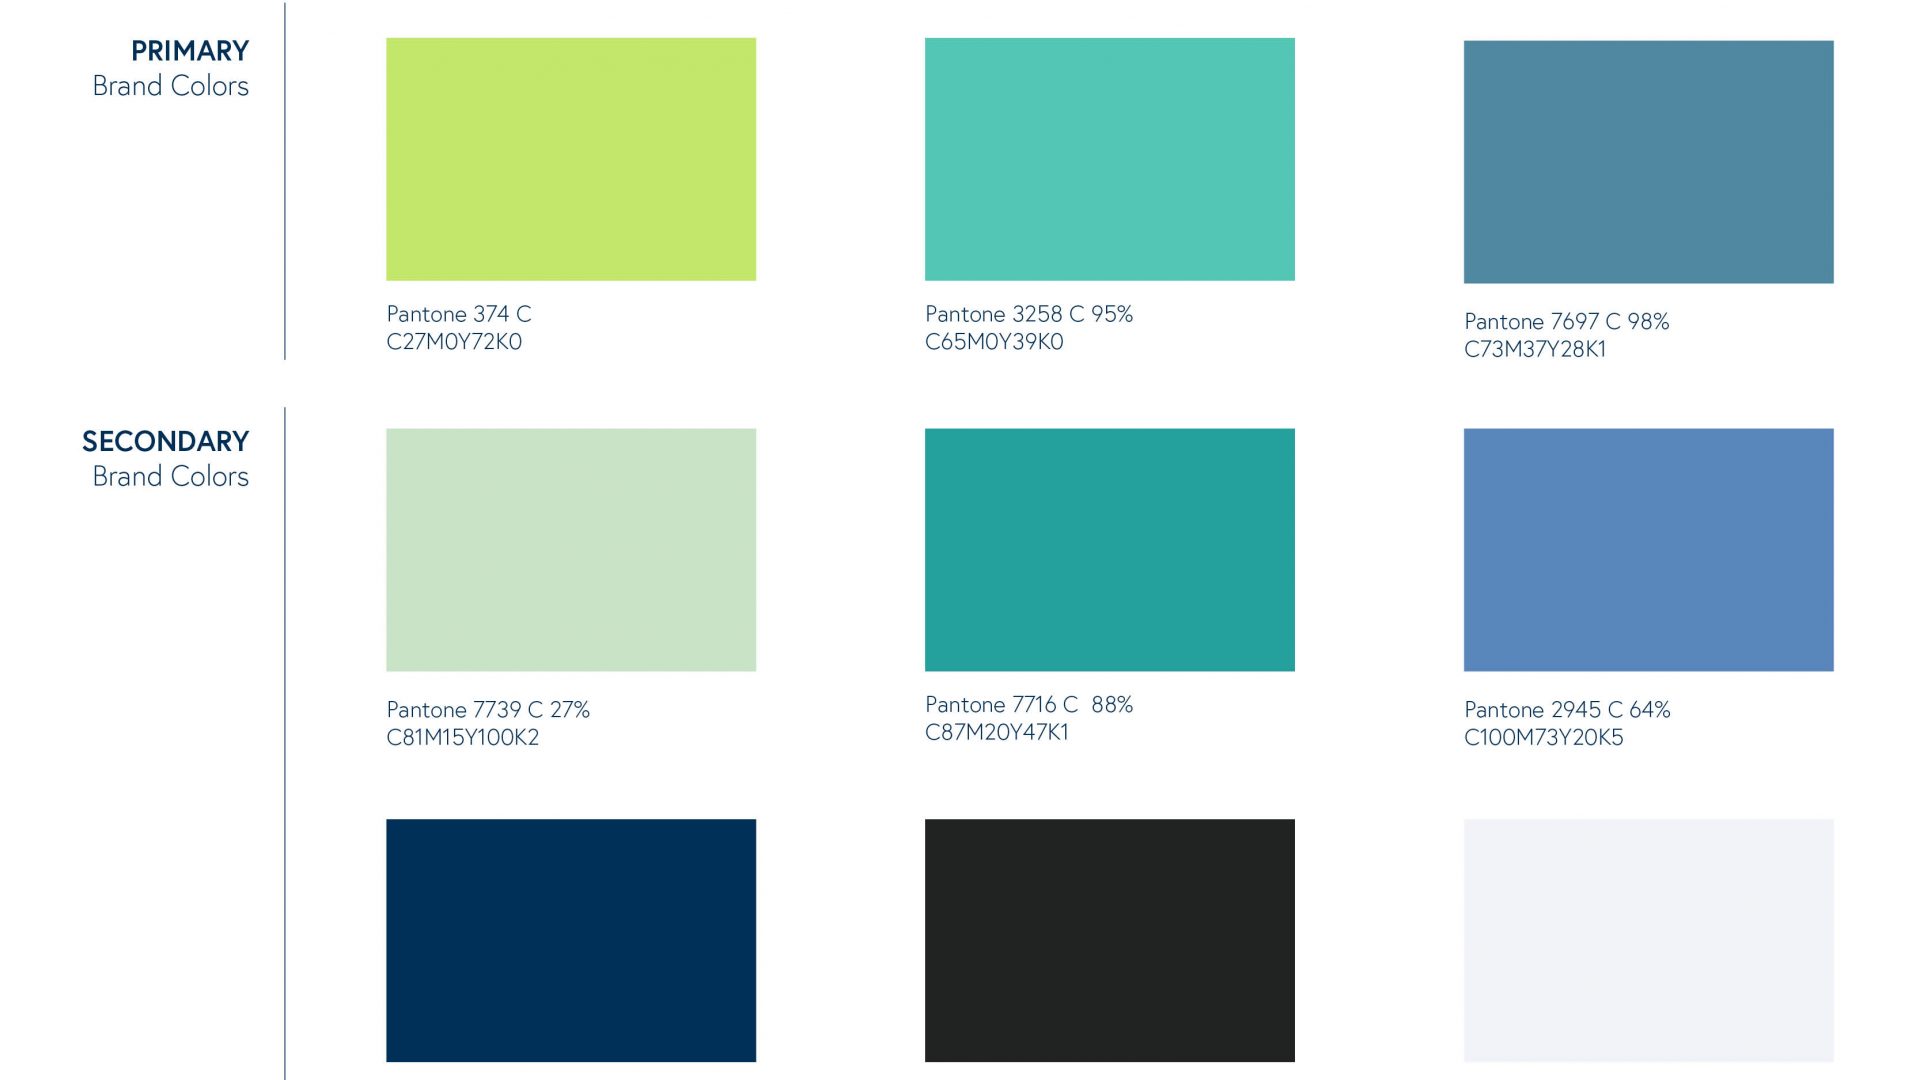 PRIMARY
Brand Colors
Pantone 374 C
C27M0Y72K0
Pantone 3258 C 95%
C65M0Y39K0
Pantone 7697 C 98%
C73M37Y28K1
SECONDARY
Brand Colors
Pantone 7739 C 27%
C81M15Y100K2
Pantone 7716 C  88%
C87M20Y47K1
Pantone 2945 C 64%
C100M73Y20K5